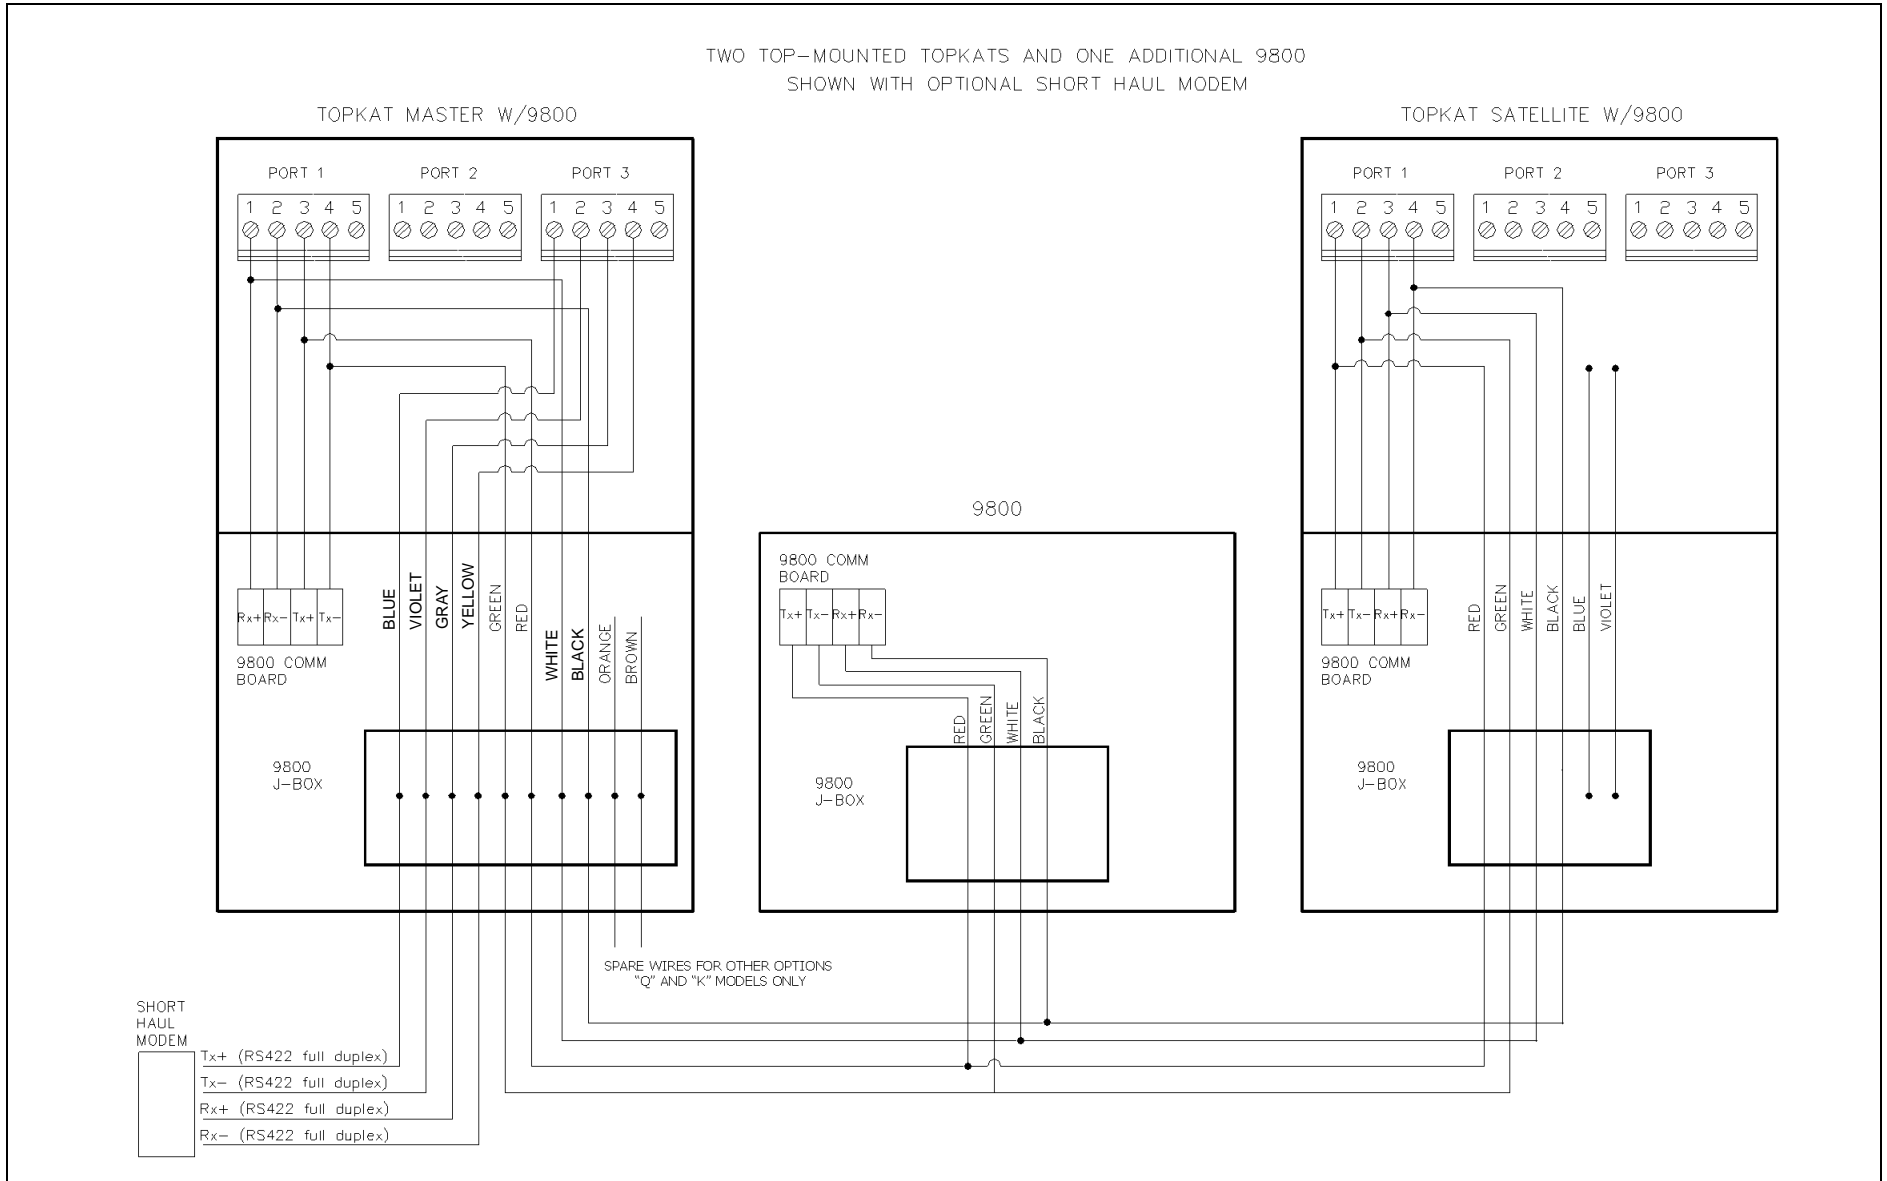 TWO TOP-MOUNTED TOPKATS AND ONE ADDITIONAL 9800
SHOWN WITH OPTIONAL SHORT HAUL MODEM
TOPKAT MASTER W/9800
PORT 1
PORT 2
PORT 3
1 2 3 4 5
1 2 3 4 5
1 2 3 4 5
BLUE
VIOLET
GRAY
YELLOW
GREEN
RED
WHITE
BLACK
ORANGE
BROWN
Rx+ Rx- Tx+ Tx-
9800 COMM
BOARD
9800
J-BOX
SPARE WIRES FOR OTHER OPTIONS
"Q" AND "K" MODELS ONLY
9800
9800 COMM
BOARD
Tx+ Tx- Rx+ Rx-
RED
GREEN
WHITE
BLACK
9800
J-BOX
TOPKAT SATELLITE W/9800
PORT 1
PORT 2
PORT 3
1 2 3 4 5
1 2 3 4 5
1 2 3 4 5
Tx+ Tx- Rx+ Rx-
RED
GREEN
WHITE
BLACK
BLUE
VIOLET
9800 COMM
BOARD
9800
J-BOX
SHORT
HAUL
MODEM
Tx+ (RS422 full duplex)
Tx- (RS422 full duplex)
Rx+ (RS422 full duplex)
Rx- (RS422 full duplex)